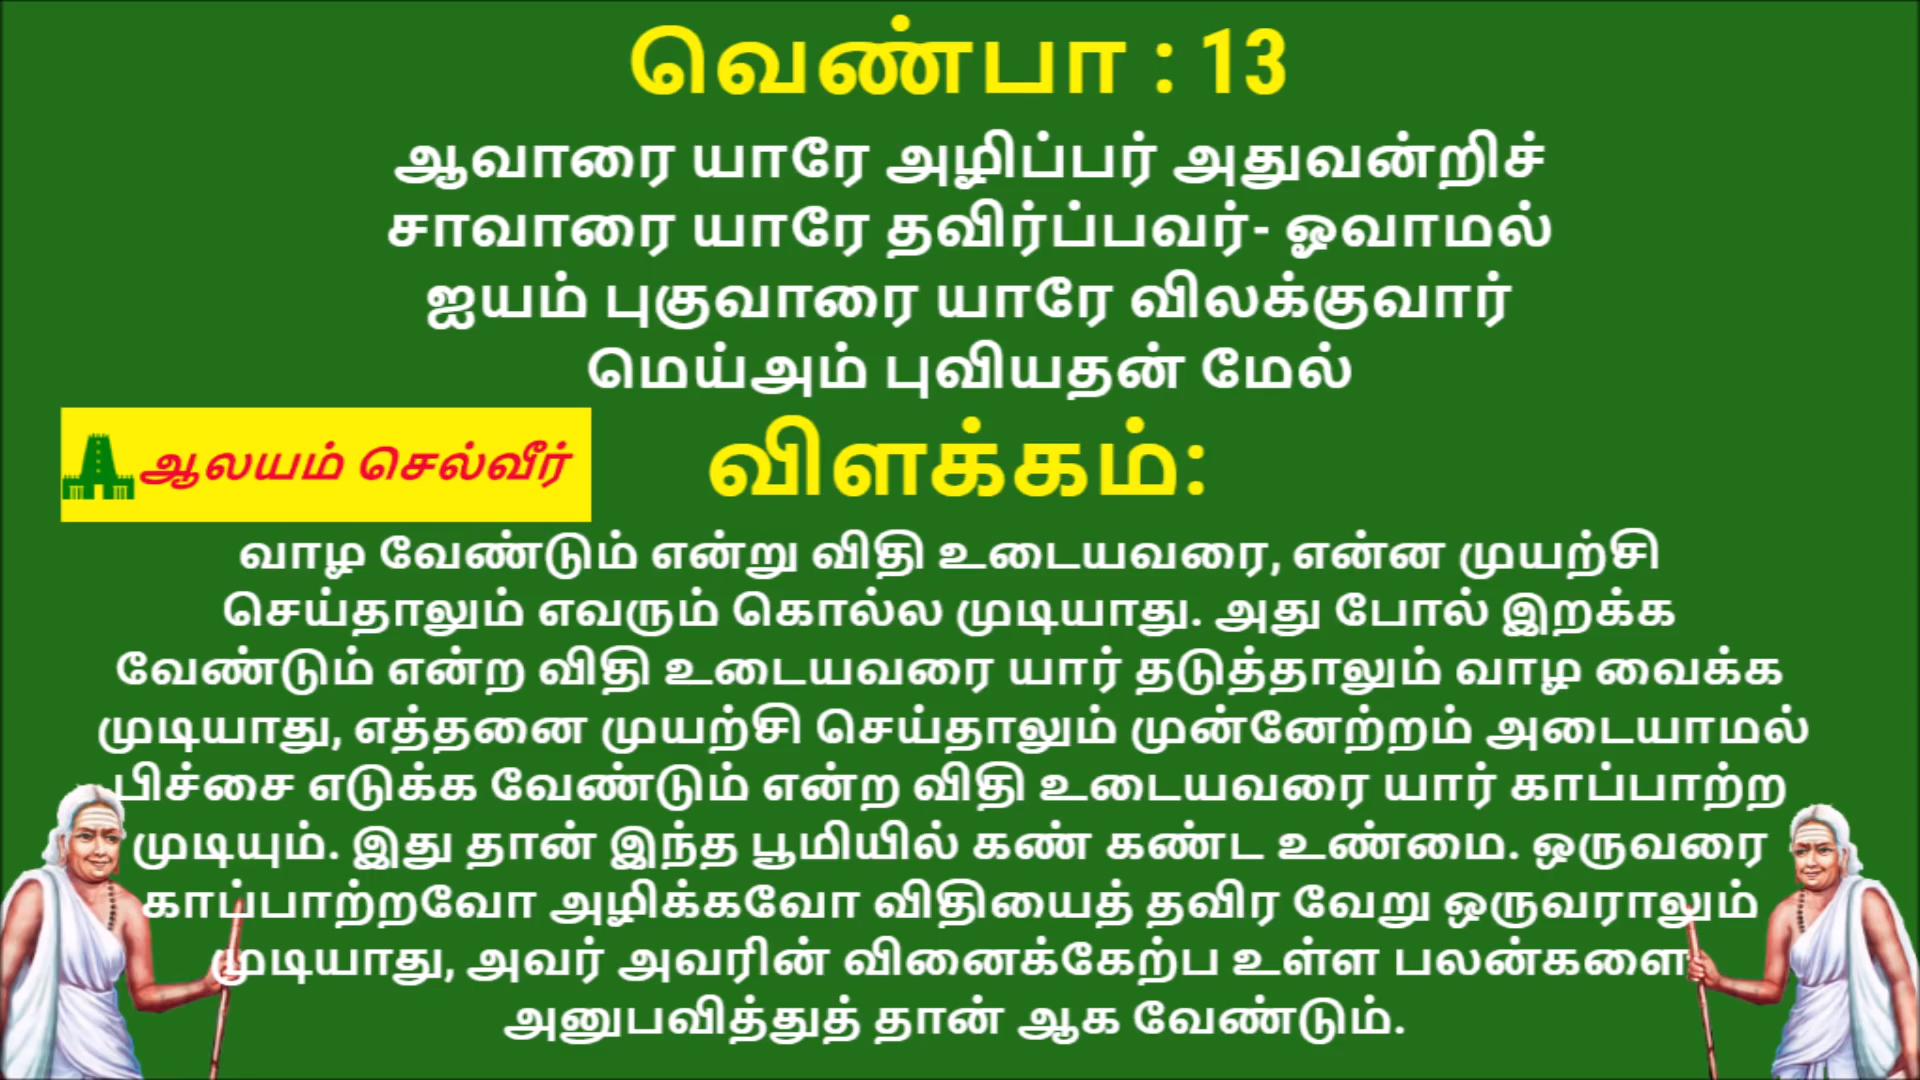 வெண்பா : 13
ஆவாரை யாரே அழிப்பர் அதுவன்றிச்
சாவாரை யாரே தவிர்ப்பவர்- ஓவாமல்
ஐயம் புகுவாரை யாரே விலக்குவார்
மெய்அம் புவியதன் மேல்
ஆலயம் செல்வீர்
விளக்கம்:
வாழ வேண்டும் என்று விதி உடையவரை, என்ன முயற்சி
செய்தாலும் எவரும் கொல்ல முடியாது. அது போல் இறக்க
வேண்டும் என்ற விதி உடையவரை யார் தடுத்தாலும் வாழ வைக்க
முடியாது, எத்தனை முயற்சி செய்தாலும் முன்னேற்றம் அடையாமல்
பிச்சை எடுக்க வேண்டும் என்ற விதி உடையவரை யார் காப்பாற்ற
முடியும். இது தான் இந்த பூமியில் கண் கண்ட உண்மை. ஒருவரை
காப்பாற்றவோ அழிக்கவோ விதியைத் தவிர வேறு ஒருவராலும்
முடியாது, அவர் அவரின் வினைக்கேற்ப உள்ள பலன்களை
அனுபவித்துத் தான் ஆக வேண்டும்.